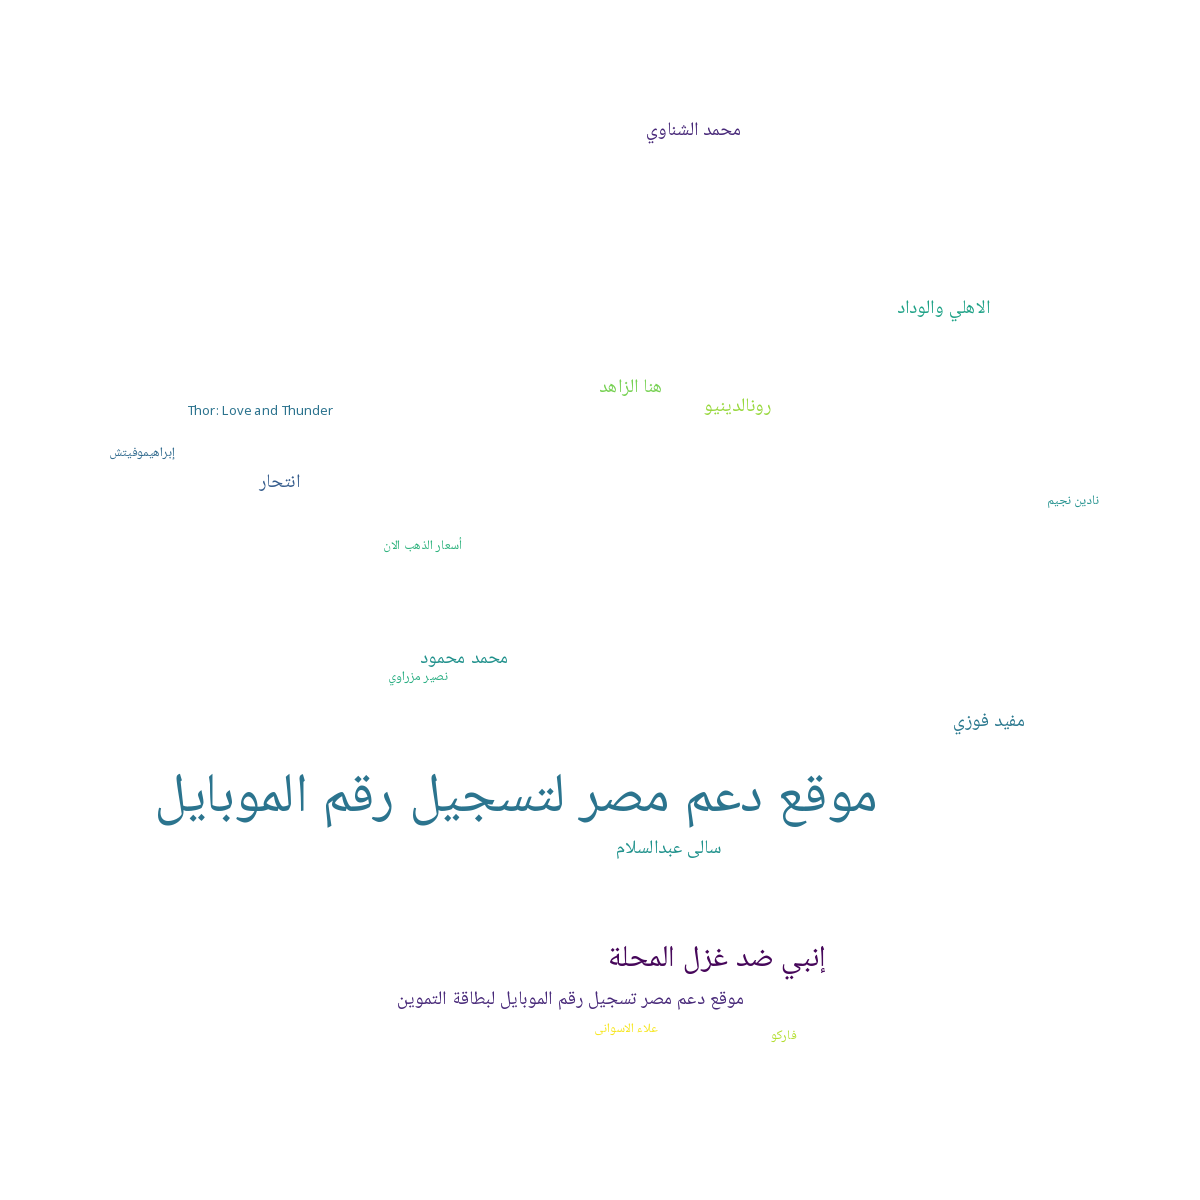 محمد الشناوي
الاهلي والوداد
هنا الزاهد
رونالدينيو
Thor: Love and Thunder
إبراهيموفيتش
انتحار
نادين نجيم
أسعار الذهب الان
محمد محمود
نصير مزراوي
مفيد فوزي
موقع دعم مصر لتسجيل رقم الموبايل
سالى عبدالسلام
إنبي ضد غزل المحلة
موقع دعم مصر تسجيل رقم الموبايل لبطاقة التموين
علاء الاسوانى
فاركو